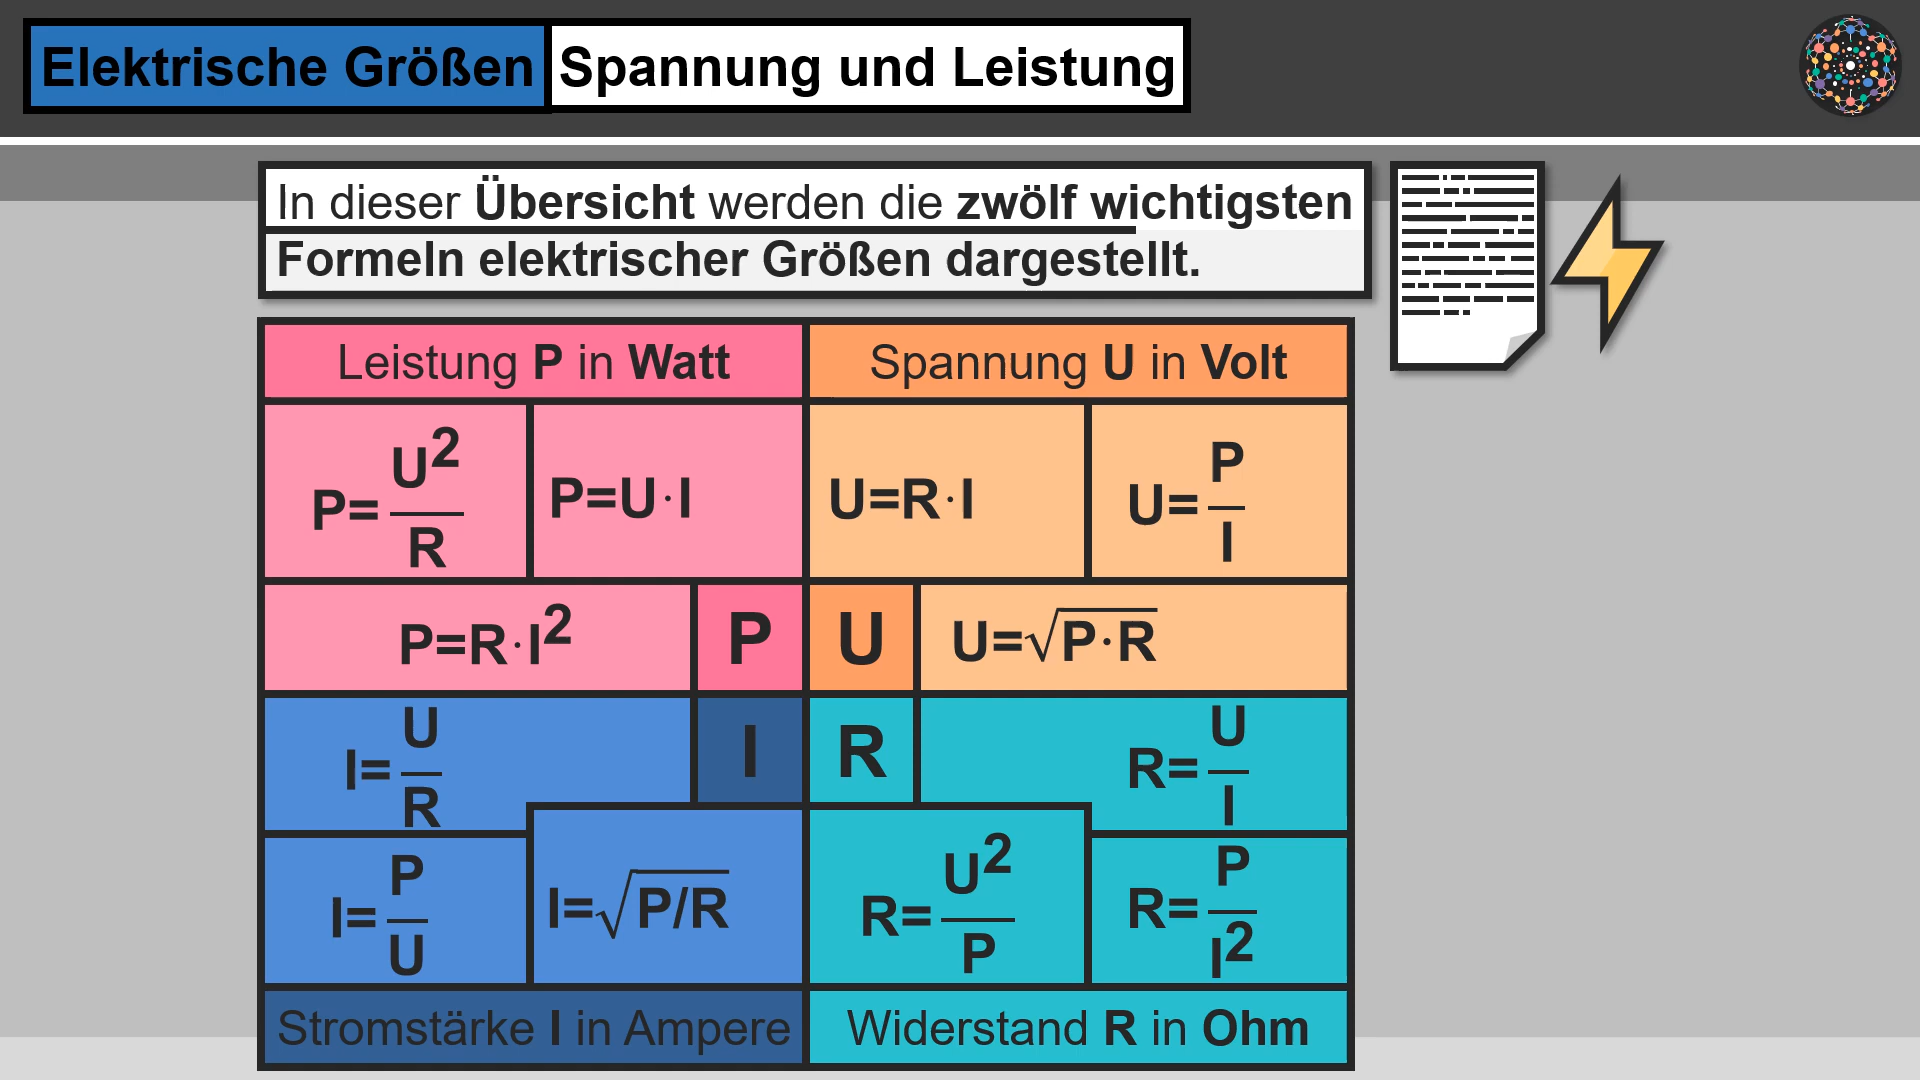 Elektrische Größen Spannung und Leistung
In dieser Übersicht werden die zwölf wichtigsten
Formeln elektrischer Größen dargestellt.
Leistung P in Watt
Spannung U in Volt
P=U²/R
P=U·I
U=R·I
U=P/I
P=R·I²
P
U
U=√P·R
I=U/R
I
R
R=U/I
I=P/U
I=√P/R
R=U²/P
R=P/I²
Stromstärke I in Ampere
Widerstand R in Ohm